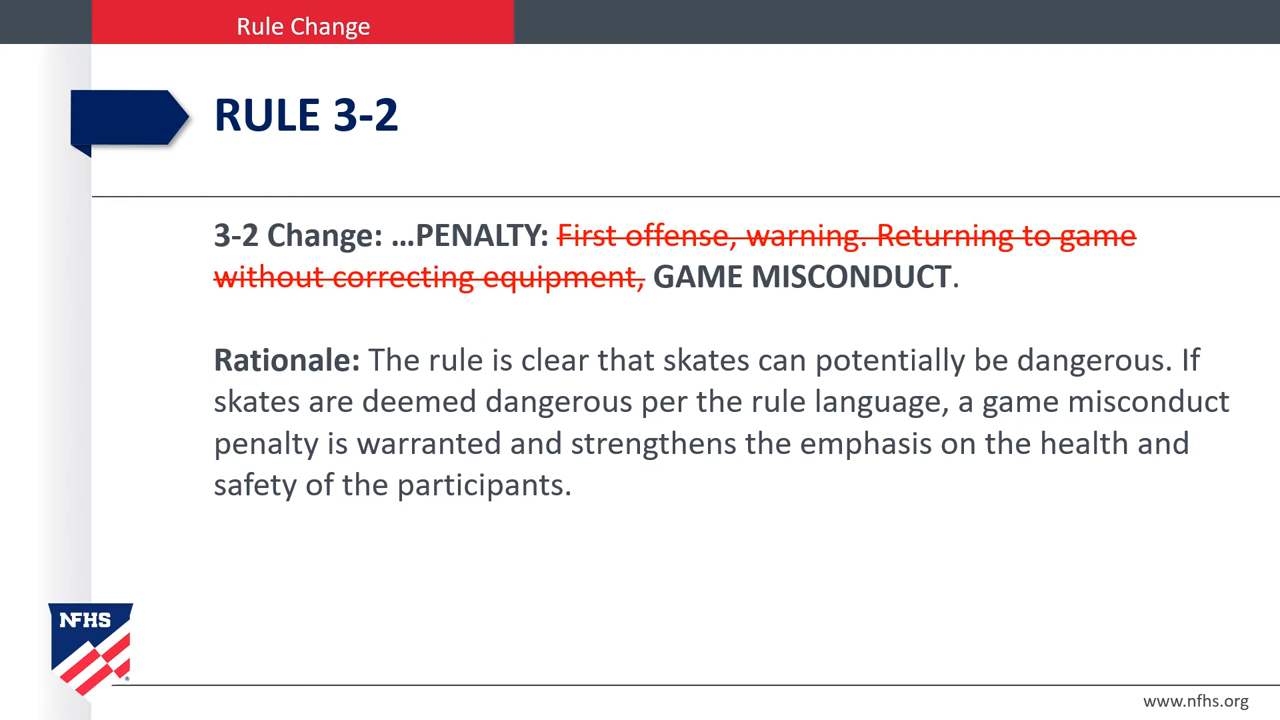 Rule Change
RULE 3-2
3-2 Change: …PENALTY: First offense, warning. Returning to game
without correcting equipment, GAME MISCONDUCT.
Rationale: The rule is clear that skates can potentially be dangerous. If
skates are deemed dangerous per the rule language, a game misconduct
penalty is warranted and strengthens the emphasis on the health and
safety of the participants.
NFHS
®
www.nfhs.org